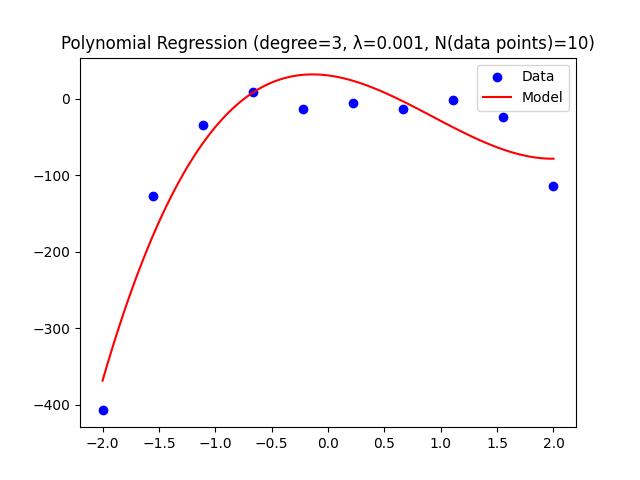 Polynomial Regression (degree=3, λ=0.001, N(data points)=10)
Data
Model
0
−100
−200
−300
−400
−2.0 −1.5 −1.0 −0.5 0.0 0.5 1.0 1.5 2.0